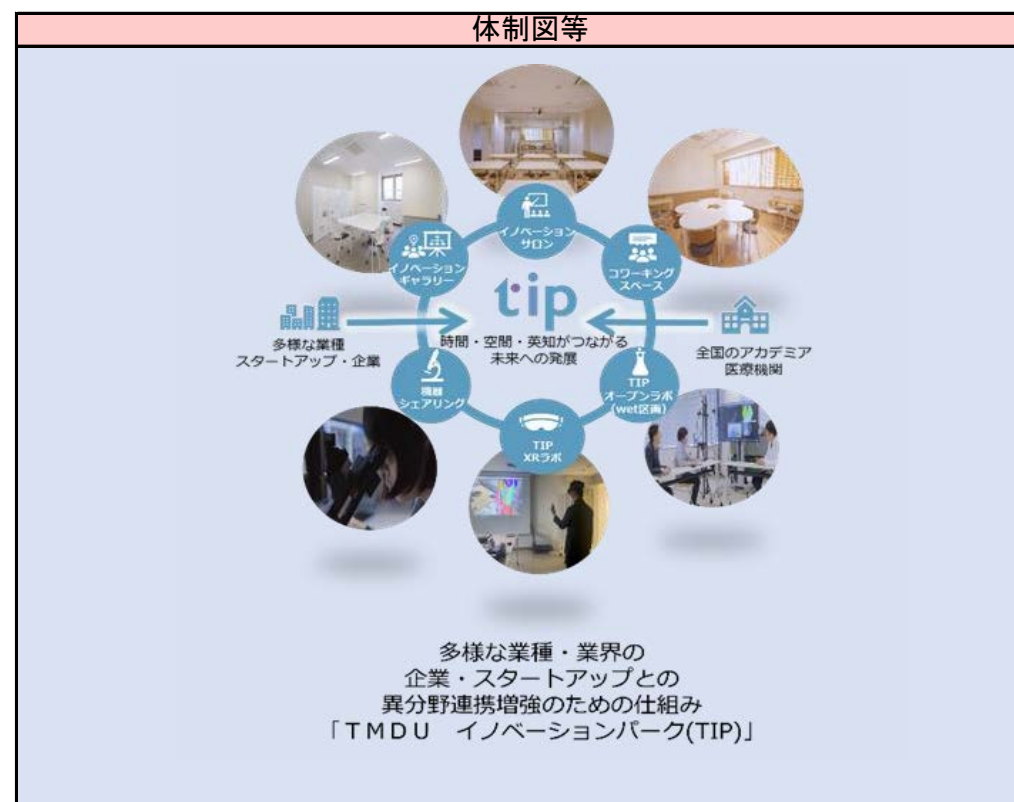 体制図等
イノベーション
サロン
イノベーション
ギャラリー
コワーキング
スペース
tip
時間・空間・英知がつながる
未来への発展
多様な業種
スタートアップ・企業
全国のアカデミア
医療機関
機器
シェアリング
TIP
オープンラボ
(wet区画)
TIP
XRラボ
多様な業種・業界の
企業・スタートアップとの
異分野連携増強のための仕組み
「ＴＭＤＵ　イノベーションパーク(TIP)」